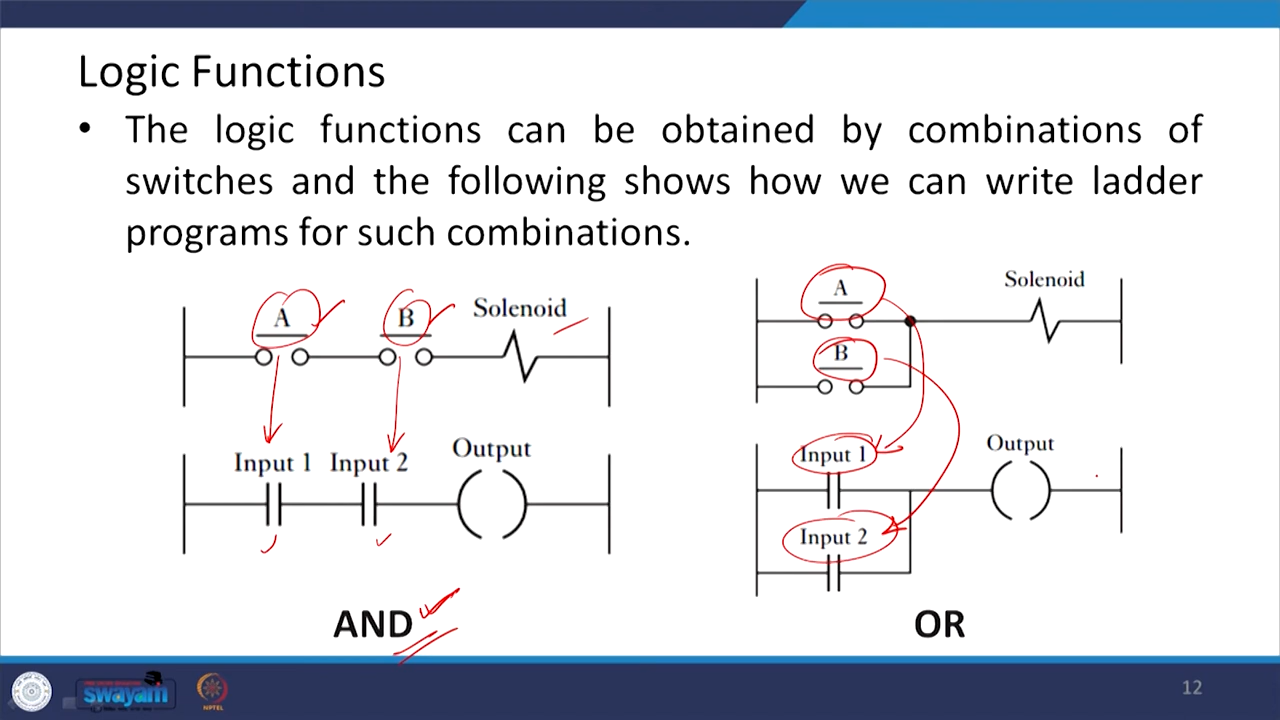 Logic Functions
• The logic functions can be obtained by combinations of
switches and the following shows how we can write ladder
programs for such combinations.
A B Solenoid
Input 1 Input 2 Output
AND
A Solenoid
B
Input 1 Output
Input 2
OR
swayam
NPTEL
12